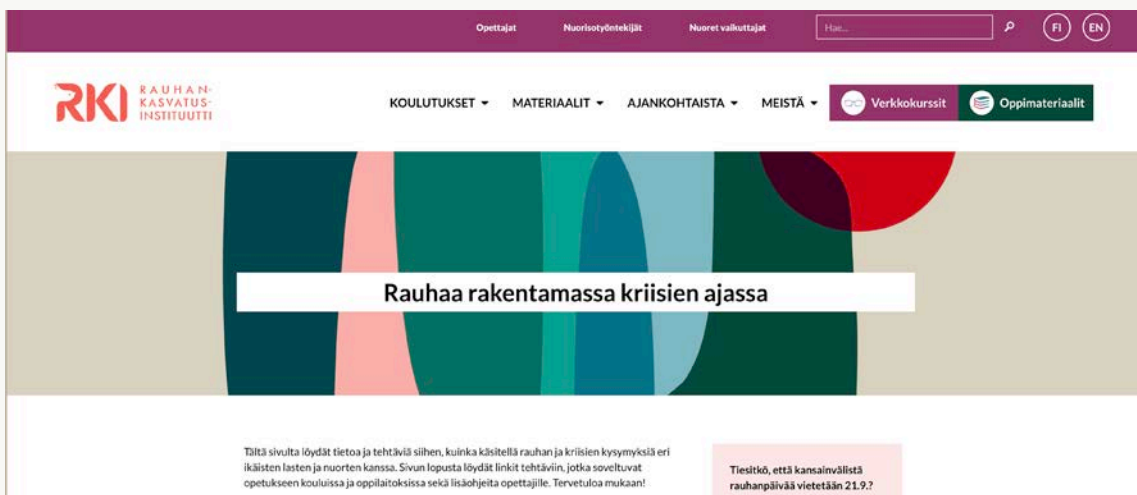 Opettajat Nuorisotyöntekijät Nuoret vaikuttajat Hae... FI EN
RKI RAUHAN-
KASVATUS-
INSTITUUTTI
KOULUTUKSET MATERIAALIT AJANKOHTAISTA MEISTÄ Verkkokurssit Oppimateriaalit
Rauhaa rakentamassa kriisien ajassa
Tältä sivulta löydät tietoa ja tehtäviä siihen, kuinka käsitellä rauhan ja kriisien kysymyksiä eri
ikäisten lasten ja nuorten kanssa. Sivun lopusta löydät linkit tehtäviin, jotka soveltuvat
opetukseen kouluissa ja oppilaitoksissa sekä lisäohjeita opettajille. Tervetuloa mukaan!
Tiesitkö, että kansainvälistä
rauhanpäivää vietetään 21.9.?